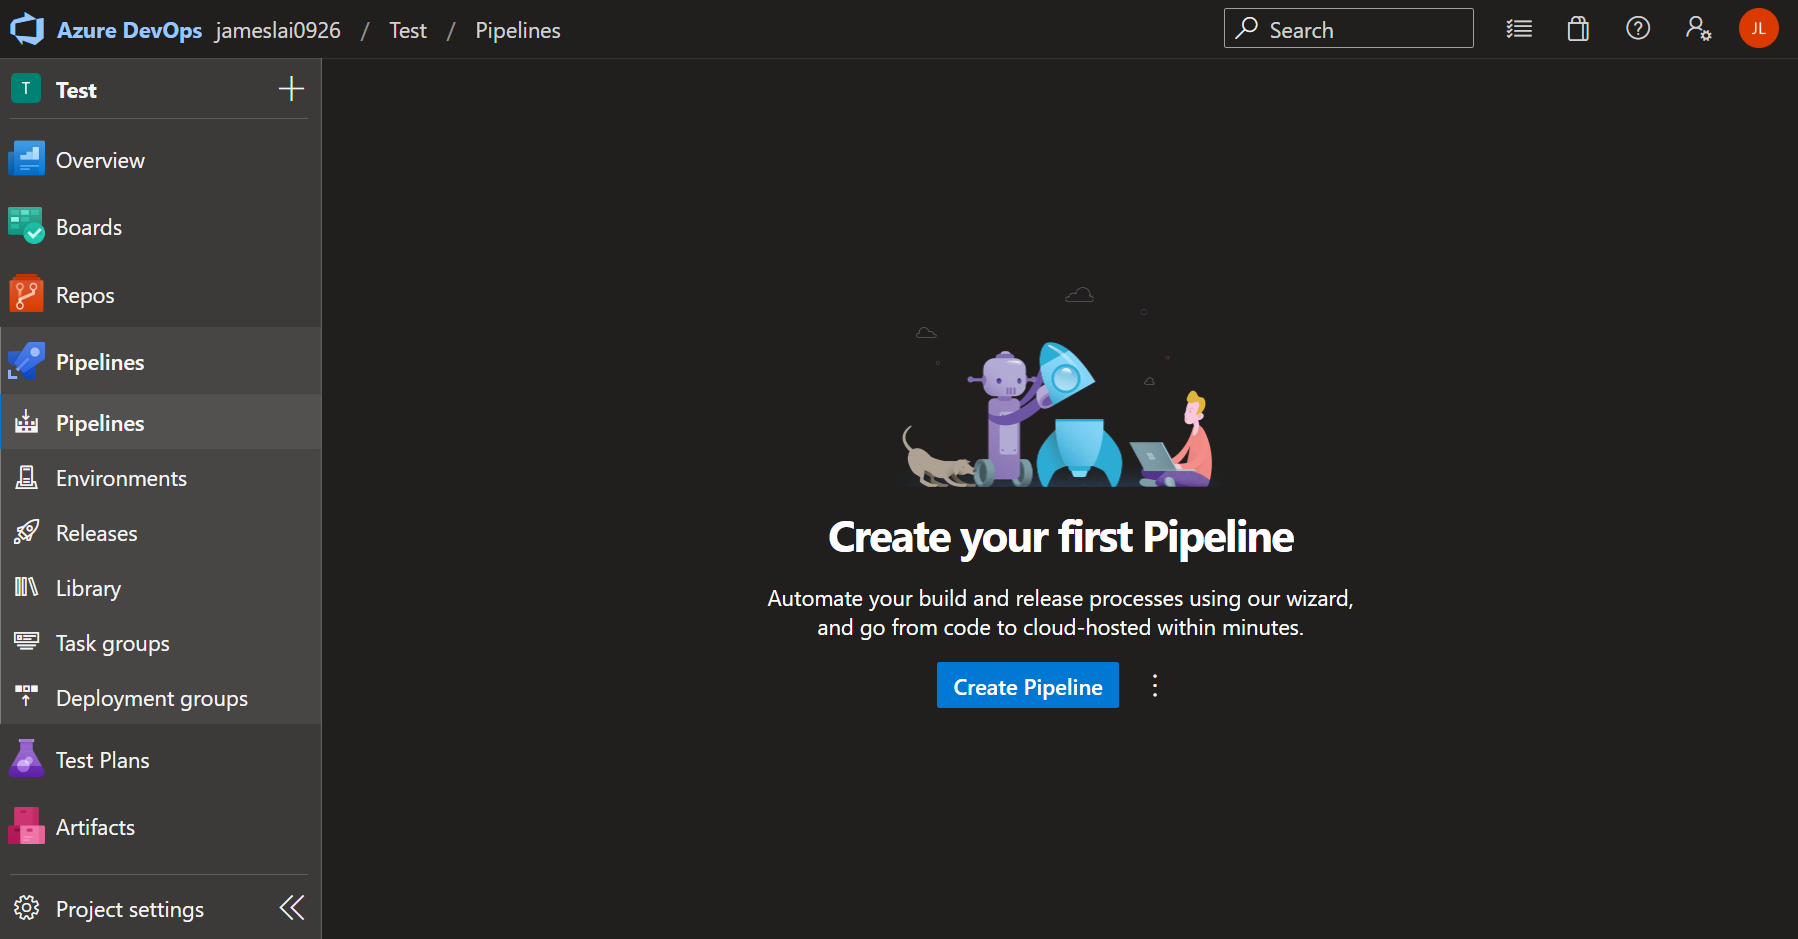 Azure DevOps jameslai0926 / Test / Pipelines
Search
JL
T Test
Overview
Boards
Repos
Pipelines
Pipelines
Environments
Releases
Library
Task groups
Deployment groups
Test Plans
Artifacts
Project settings
Create your first Pipeline
Automate your build and release processes using our wizard,
and go from code to cloud-hosted within minutes.
Create Pipeline